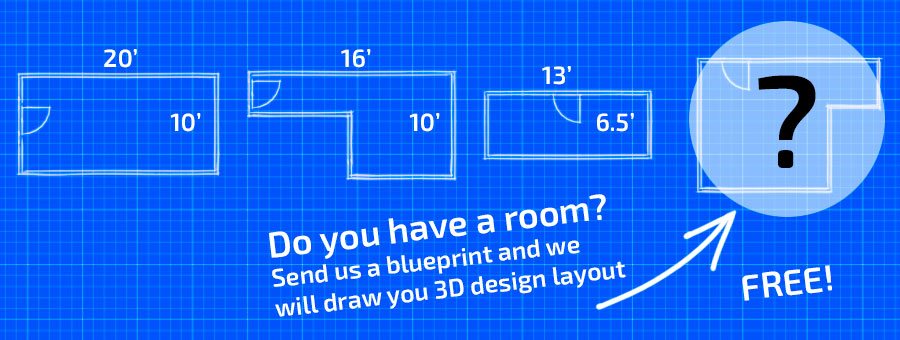 20’
10’
16’
10’
13’
6.5’
?
Do you have a room?
Send us a blueprint and we
will draw you 3D design layout
FREE!